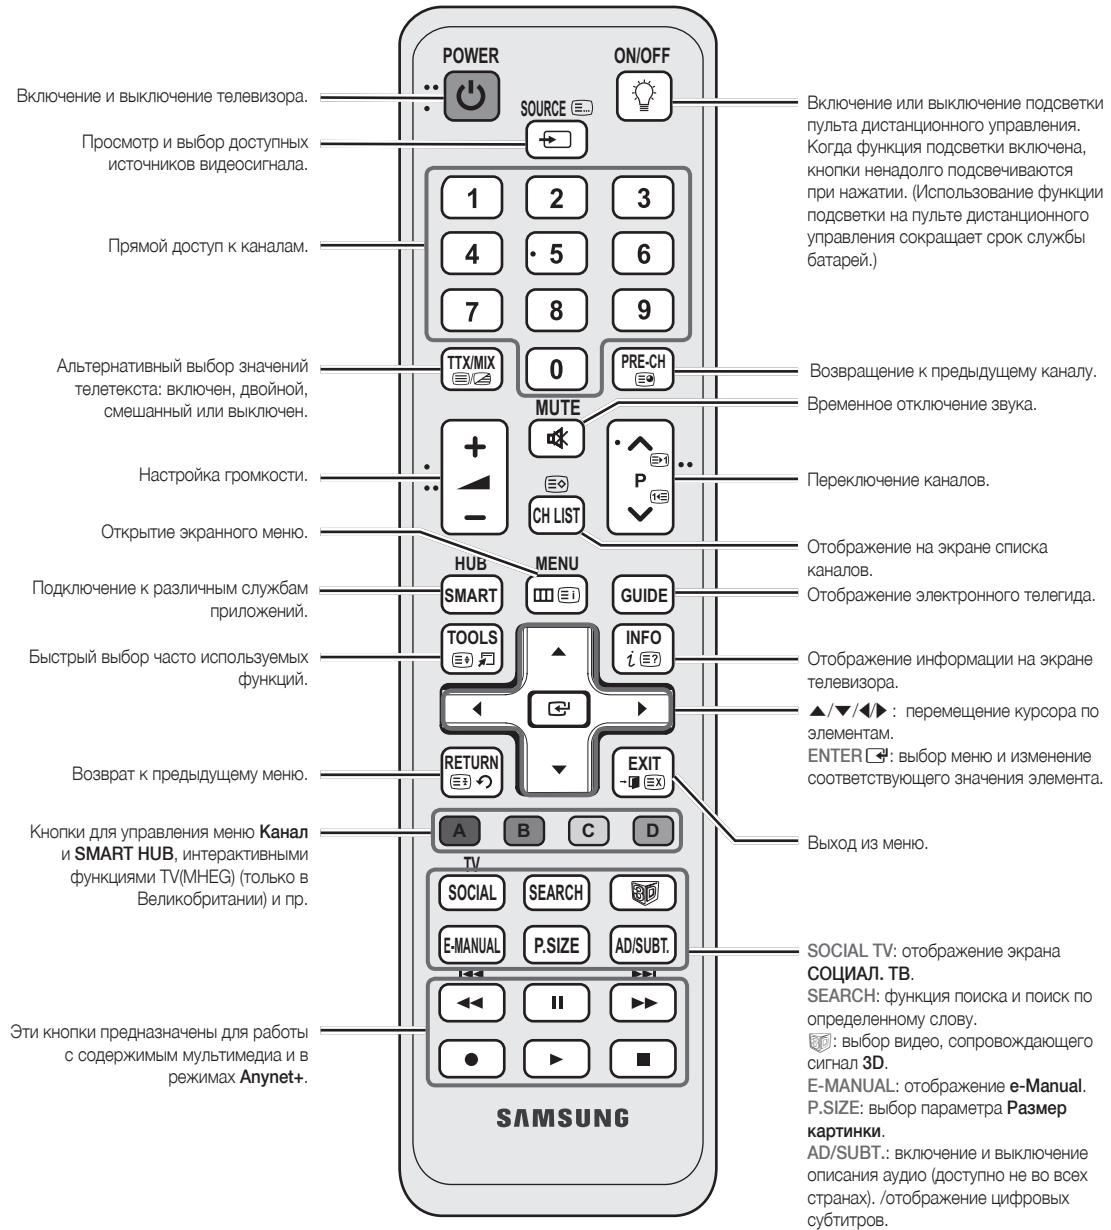 POWER
ON/OFF
Включение и выключение телевизора.
SOURCE
Просмотр и выбор доступных
источников видеосигнала.
Включение или выключение подсветки
пульта дистанционного управления.
Когда функция подсветки включена,
кнопки ненадолго подсвечиваются
при нажатии. (Использование функции
подсветки на пульте дистанционного
управления сокращает срок службы
батарей.)
1 2 3
Прямой доступ к каналам.
4 5 6
7 8 9
Альтернативный выбор значений
телетекста: включен, двойной,
смешанный или выключен.
TTX/MIX
0
PRE-CH
Возвращение к предыдущему каналу.
MUTE
Временное отключение звука.
Настройка громкости.
+
−
P
Переключение каналов.
CH LIST
Отображение на экране списка
каналов.
Открытие экранного меню.
HUB
MENU
Подключение к различным службам
приложений.
SMART
GUIDE
Отображение электронного телегида.
TOOLS
INFO
Быстрый выбор часто используемых
функций.
Отображение информации на экране
телевизора.
▲/▼/◀/▶ : перемещение курсора по
элементам.
ENTER : выбор меню и изменение
соответствующего значения элемента.
RETURN
EXIT
Возврат к предыдущему меню.
Выход из меню.
Кнопки для управления меню Канал
и SMART HUB, интерактивными
функциями TV(MHEG) (только в
Великобритании) и пр.
A B C D
TV
SOCIAL SEARCH 3D
E-MANUAL P.SIZE AD/SUBT.
SOCIAL TV: отображение экрана
СОЦИАЛ. ТВ.
SEARCH: функция поиска и поиск по
определенному слову.
3D: выбор видео, сопровождающего
сигнал 3D.
E-MANUAL: отображение e-Manual.
P.SIZE: выбор параметра Размер
картинки.
AD/SUBT.: включение и выключение
описания аудио (доступно не во всех
странах). /отображение цифровых
субтитров.
Эти кнопки предназначены для работы
с содержимым мультимедиа и в
режимах Anynet+.
SAMSUNG